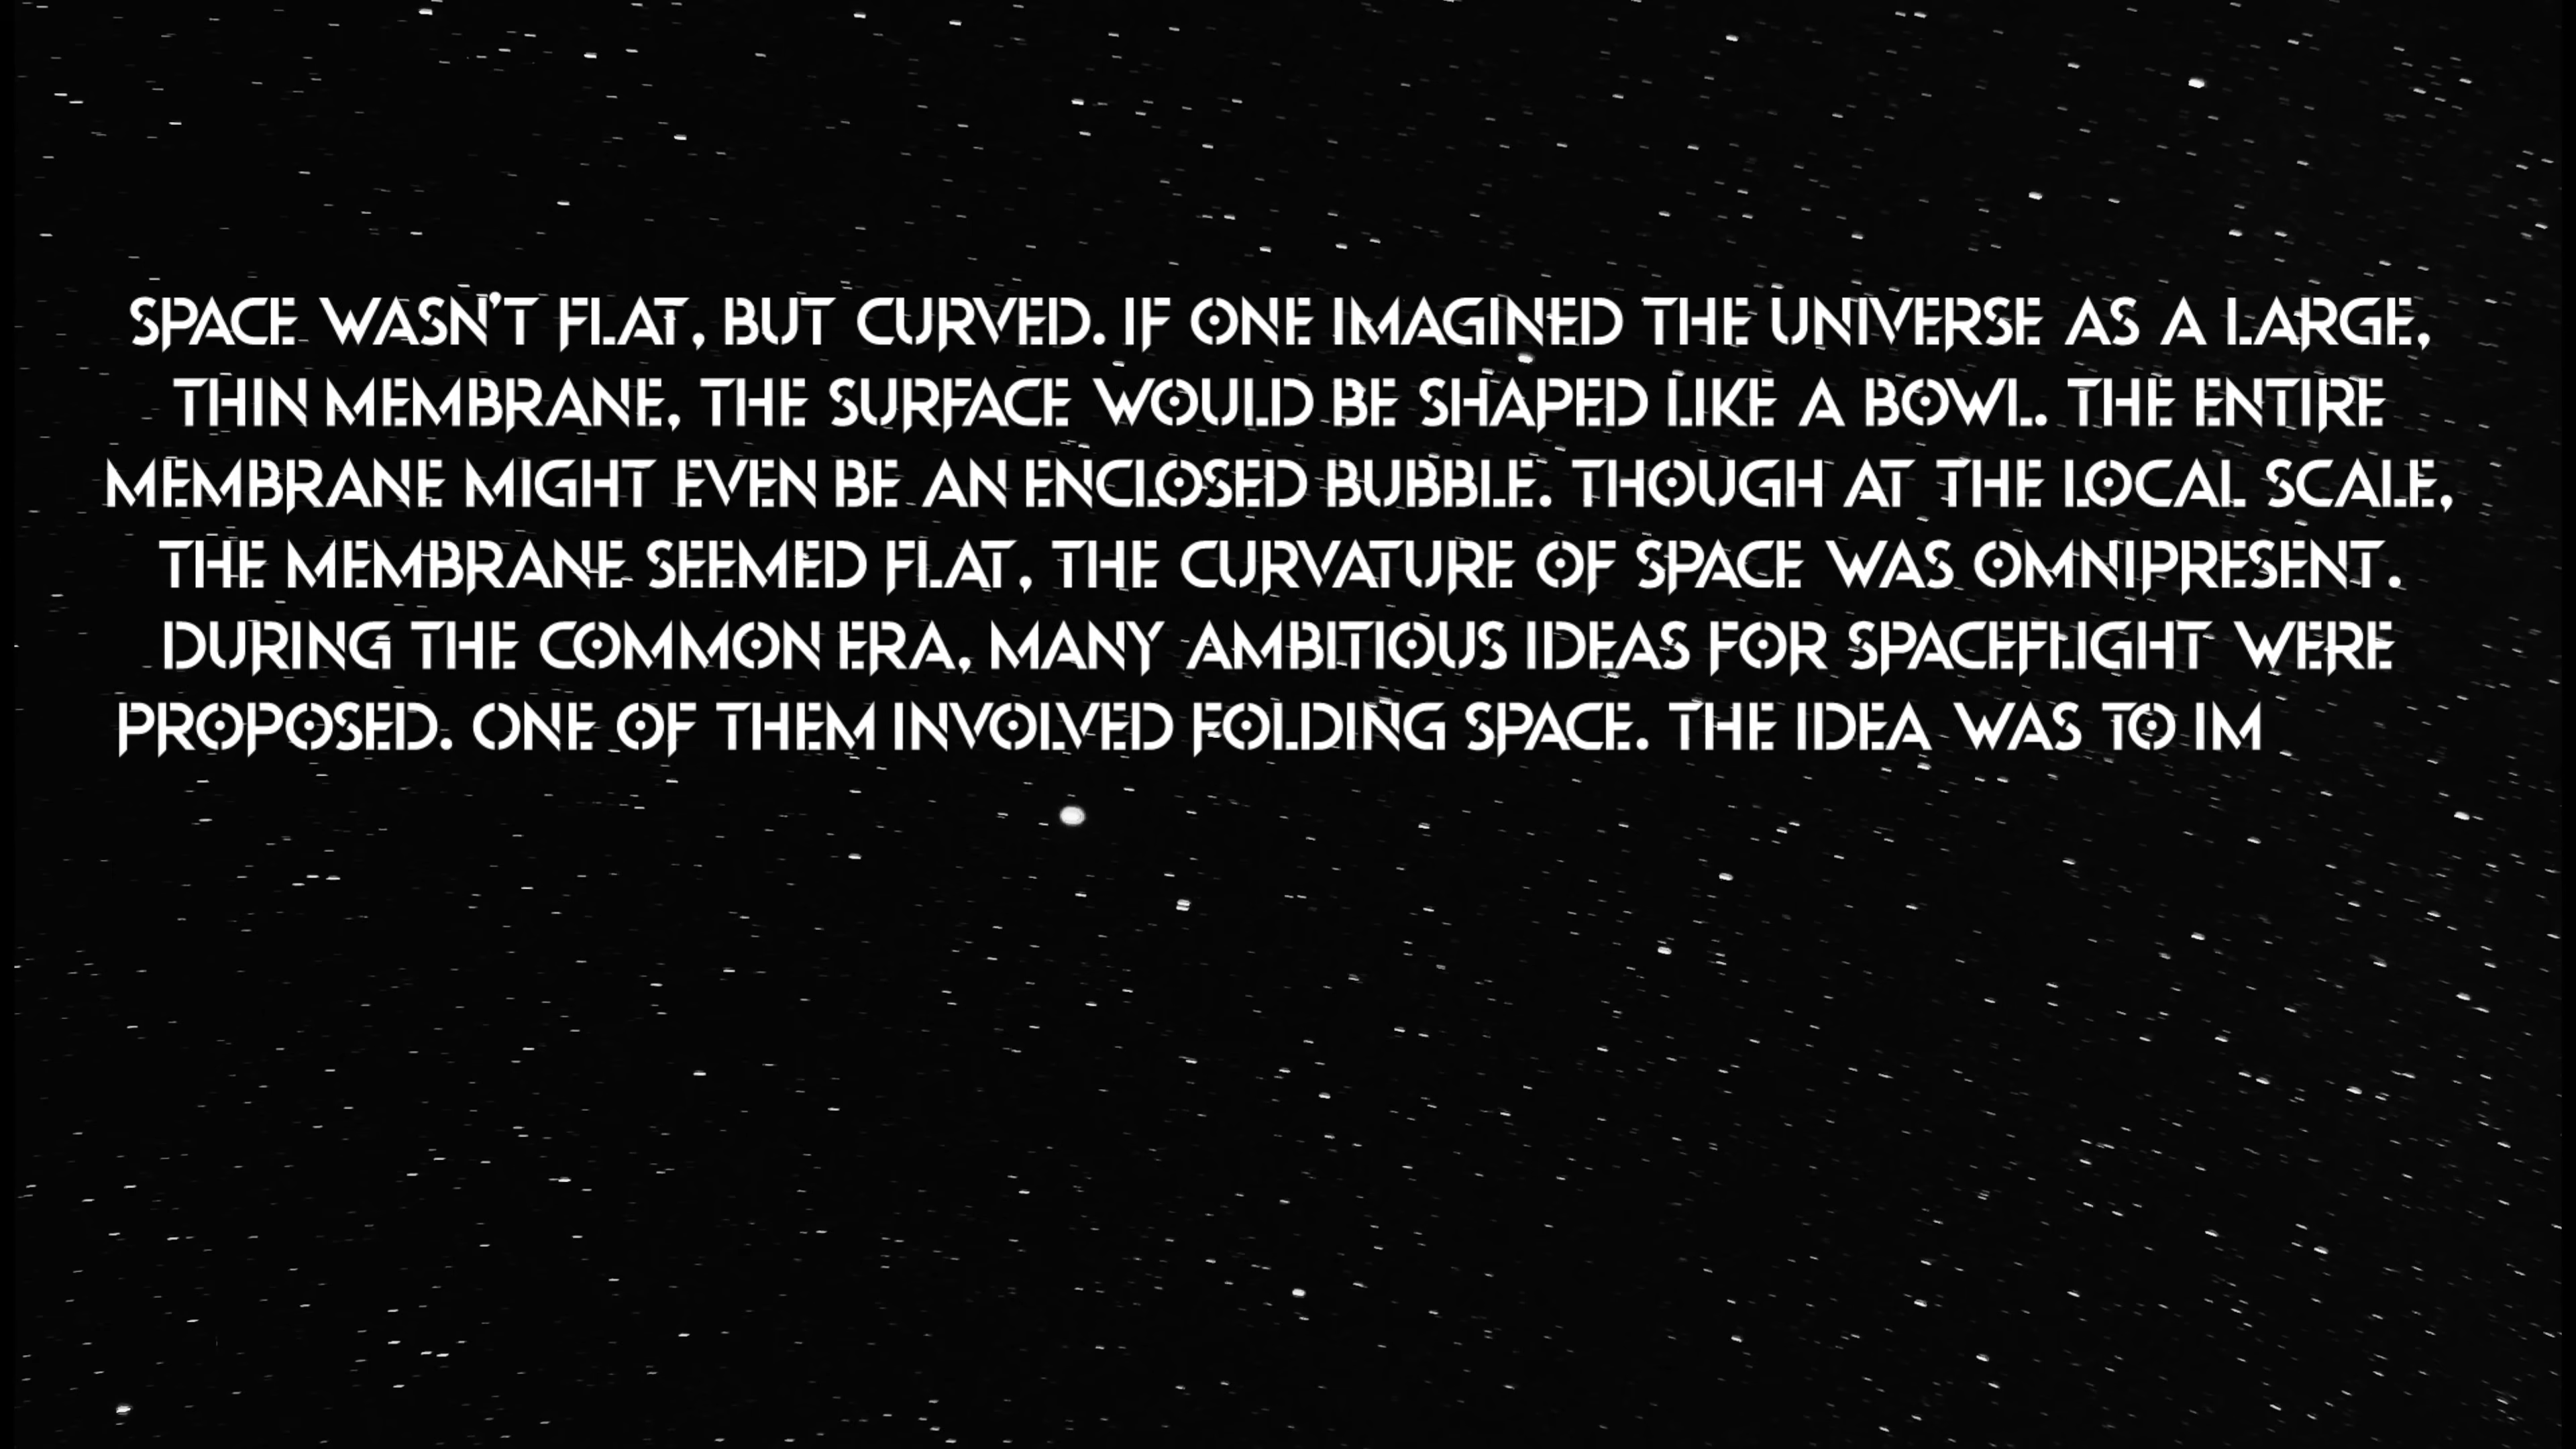 SPACE WASN'T FLAT, BUT CURVED. IF ONE IMAGINED THE UNIVERSE AS A LARGE,
THIN MEMBRANE, THE SURFACE WOULD BE SHAPED LIKE A BOWL. THE ENTIRE
MEMBRANE MIGHT EVEN BE AN ENCLOSED BUBBLE. THOUGH AT THE LOCAL SCALE,
THE MEMBRANE SEEMED FLAT, THE CURVATURE OF SPACE WAS OMNIPRESENT.
DURING THE COMMON ERA, MANY AMBITIOUS IDEAS FOR SPACEFLIGHT WERE
PROPOSED. ONE OF THEM INVOLVED FOLDING SPACE. THE IDEA WAS TO IM